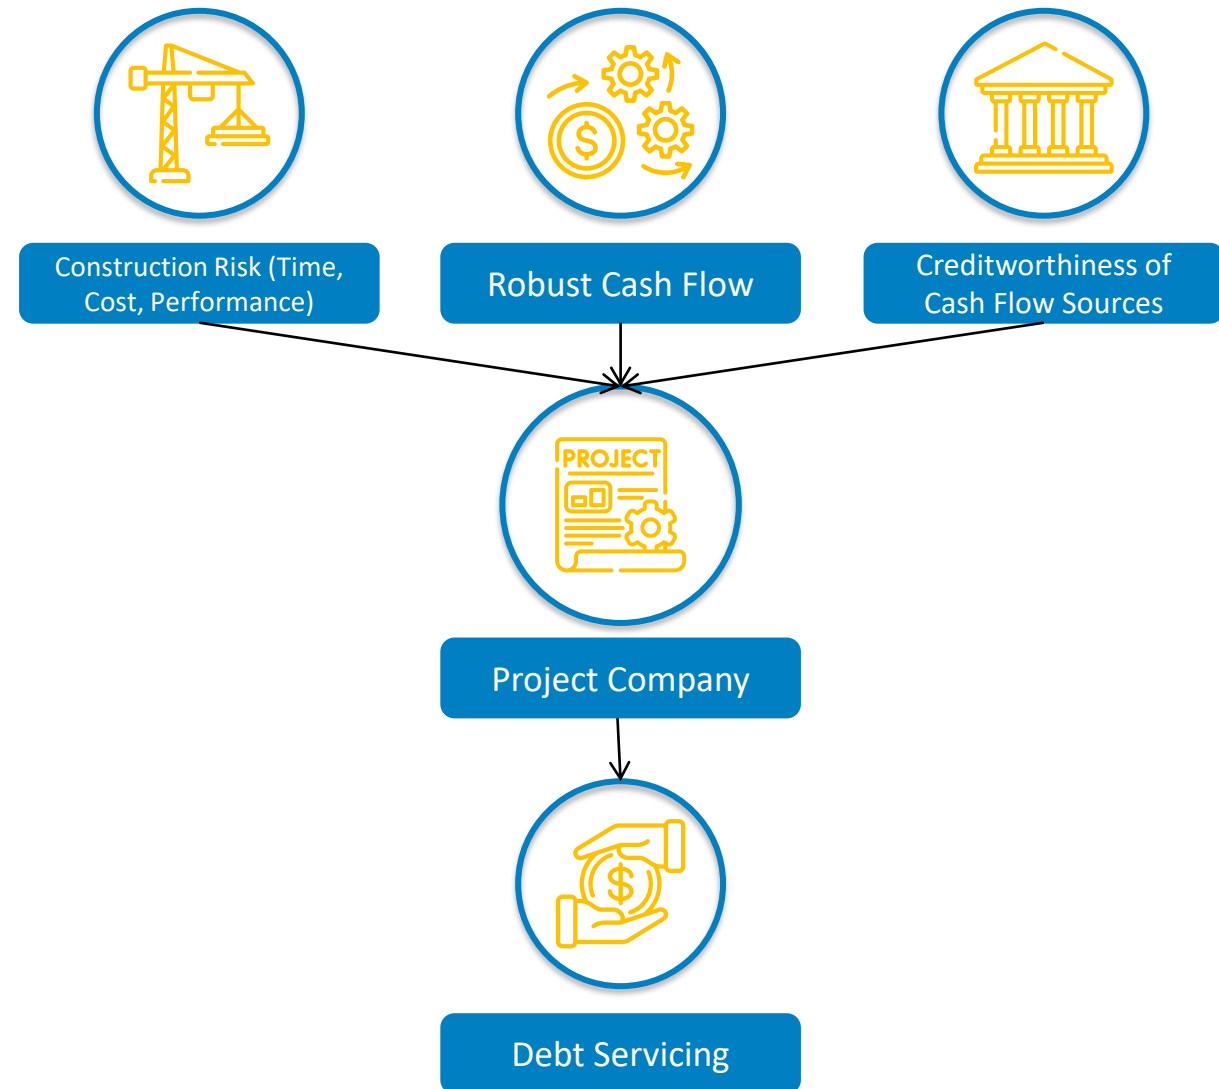 $
Construction Risk (Time,
Cost, Performance)
Robust Cash Flow
Creditworthiness of
Cash Flow Sources
PROJECT
Project Company
$
Debt Servicing